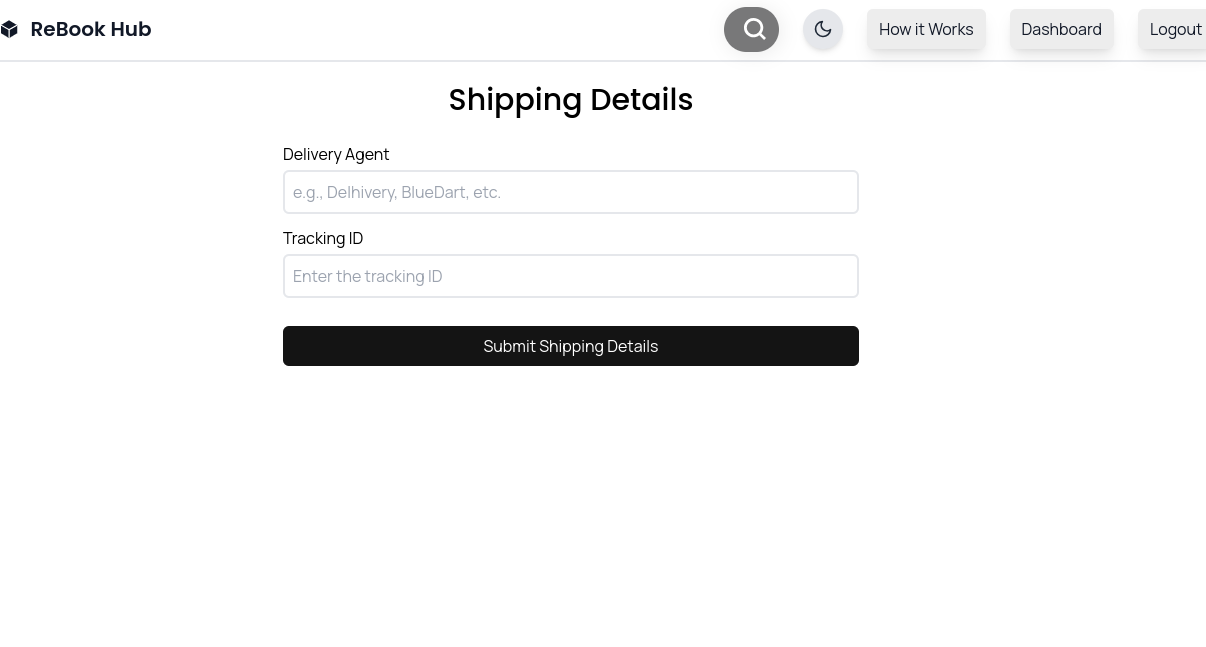 ReBook Hub
How it Works
Dashboard
Logout
Shipping Details
Delivery Agent
e.g., Delhivery, BlueDart, etc.
Tracking ID
Enter the tracking ID
Submit Shipping Details